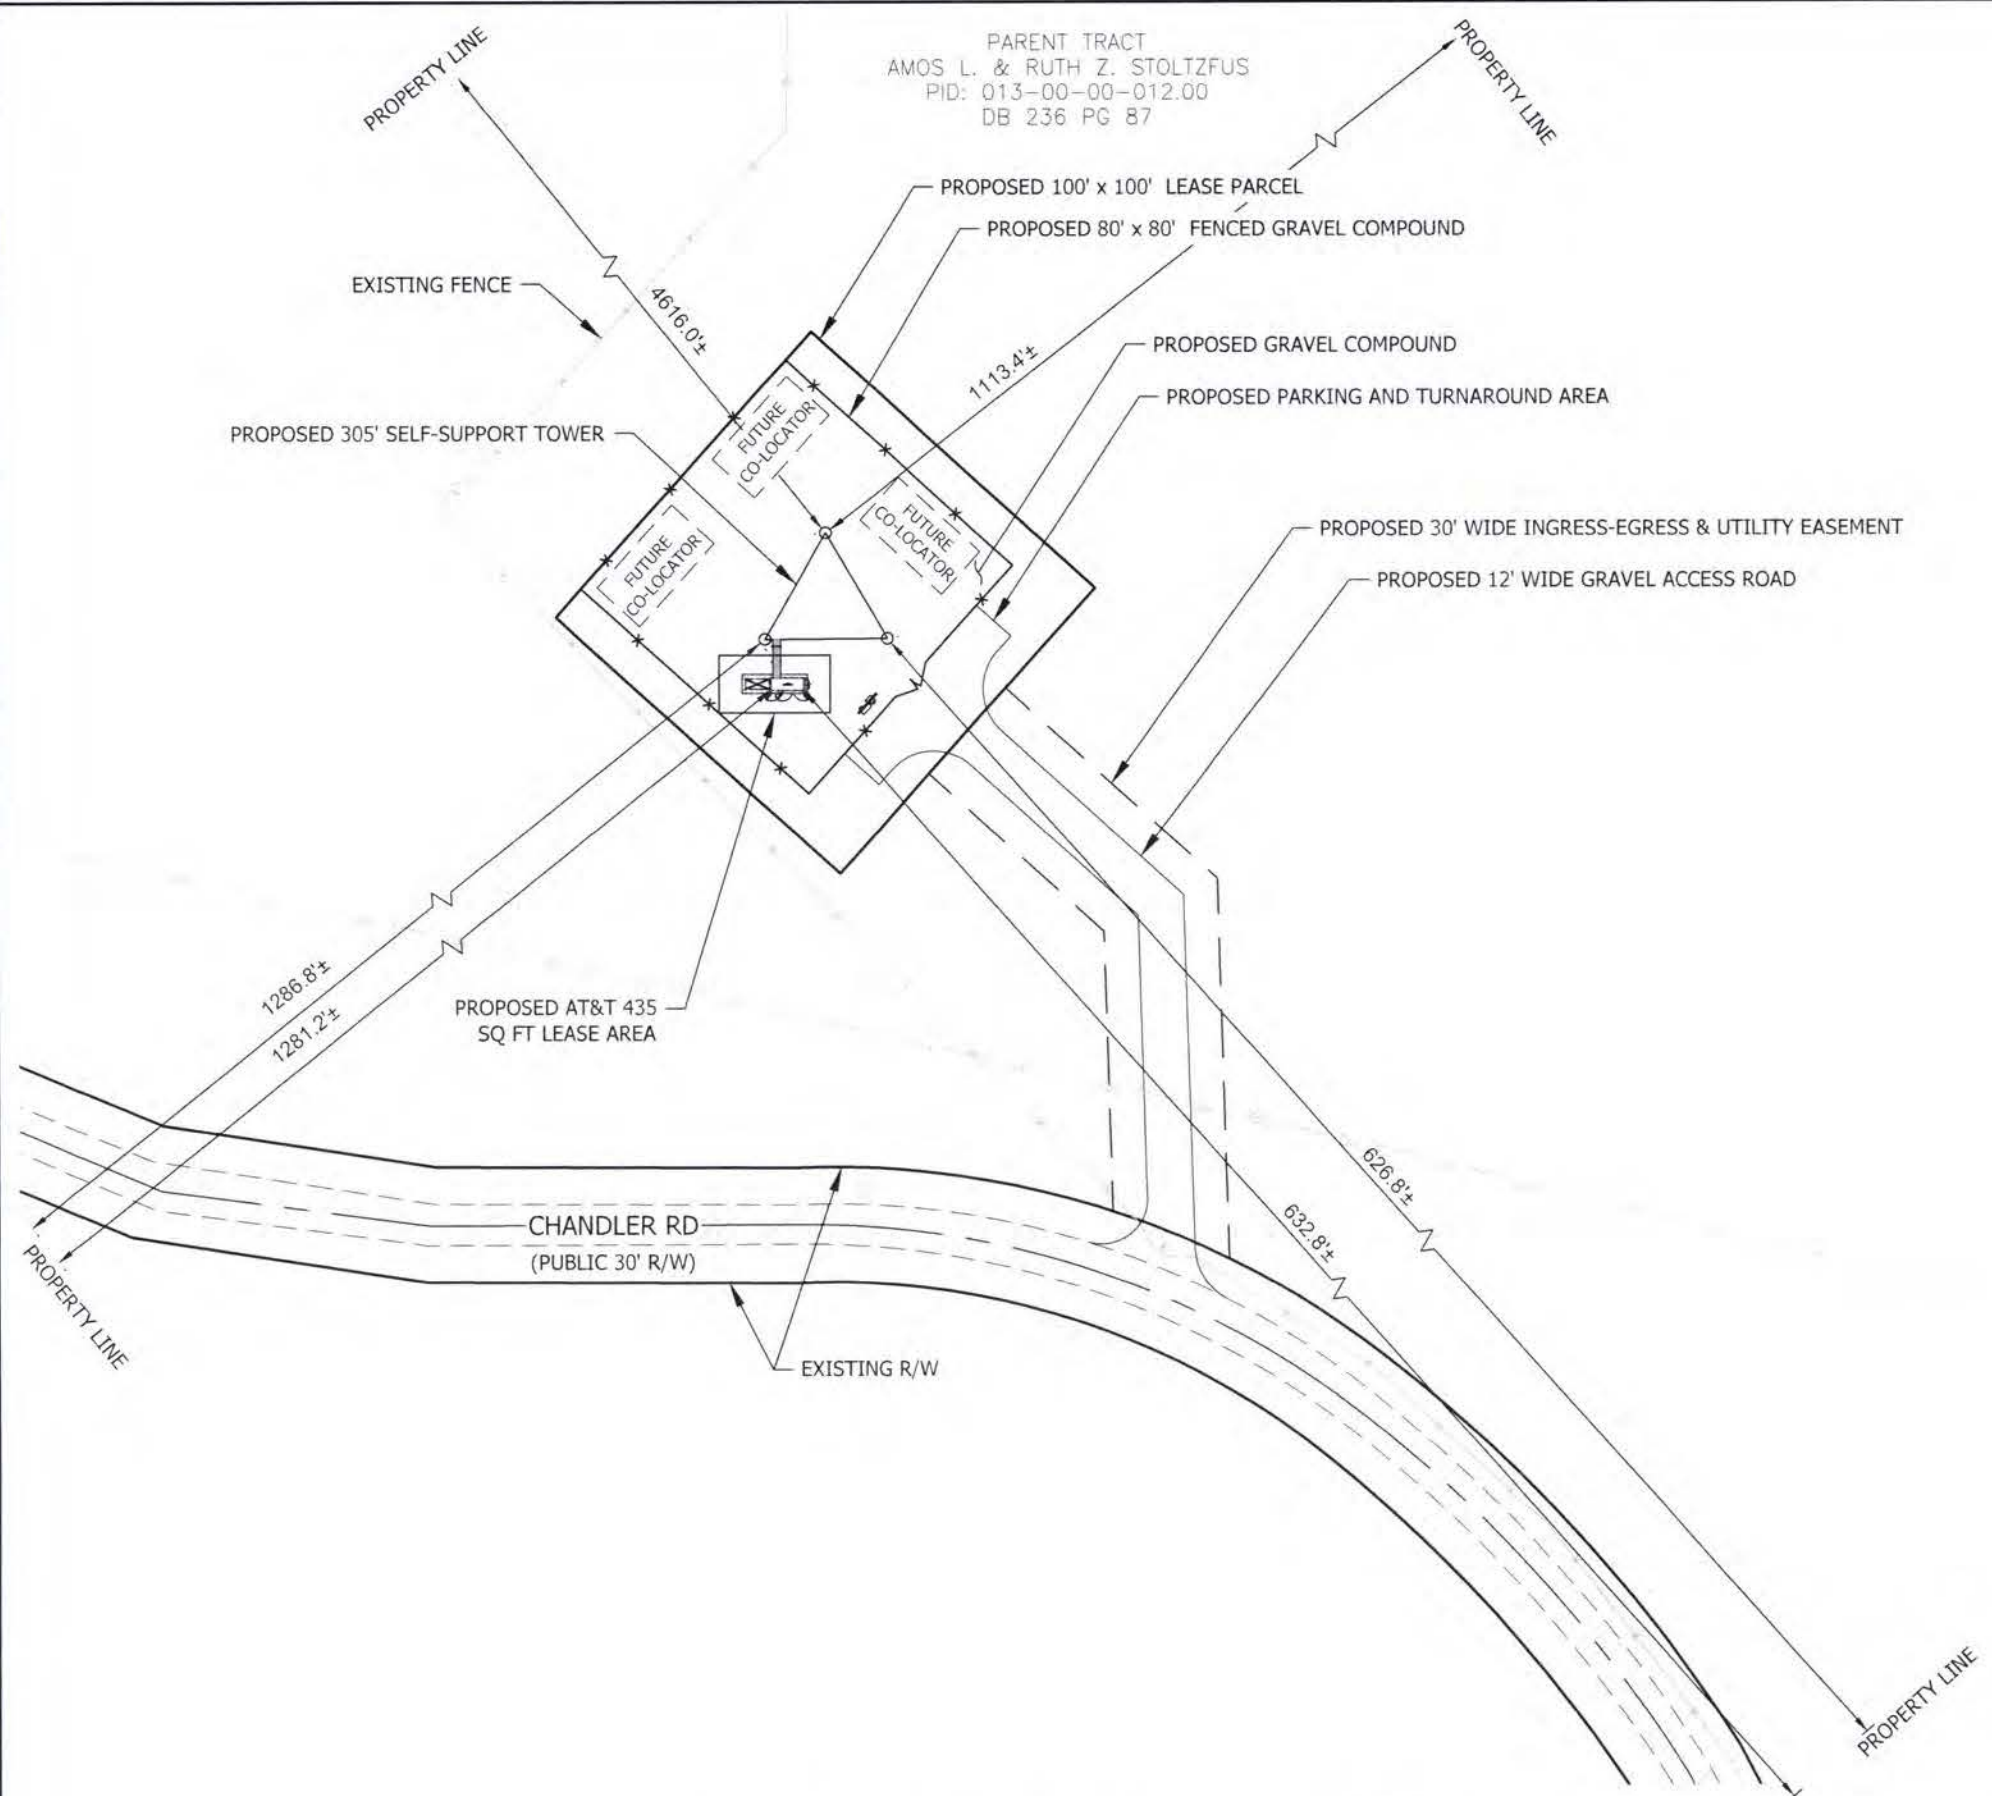 PARENT TRACT
AMOS L. & RUTH Z. STOLTZFUS
PID: 013-00-00-012.00
DB 236 PG 87
PROPERTY LINE
PROPERTY LINE
PROPOSED 100' x 100' LEASE PARCEL
PROPOSED 80' x 80' FENCED GRAVEL COMPOUND
EXISTING FENCE
4616.0'±
1113.4'±
PROPOSED GRAVEL COMPOUND
PROPOSED PARKING AND TURNAROUND AREA
PROPOSED 305' SELF-SUPPORT TOWER
FUTURE
CO-LOCATOR
FUTURE
CO-LOCATOR
FUTURE
CO-LOCATOR
PROPOSED 30' WIDE INGRESS-EGRESS & UTILITY EASEMENT
PROPOSED 12' WIDE GRAVEL ACCESS ROAD
1286.8'±
1281.2'±
PROPOSED AT&T 435
SQ FT LEASE AREA
626.8'±
632.8'±
CHANDLER RD
(PUBLIC 30' R/W)
PROPERTY LINE
EXISTING R/W
PROPERTY LINE